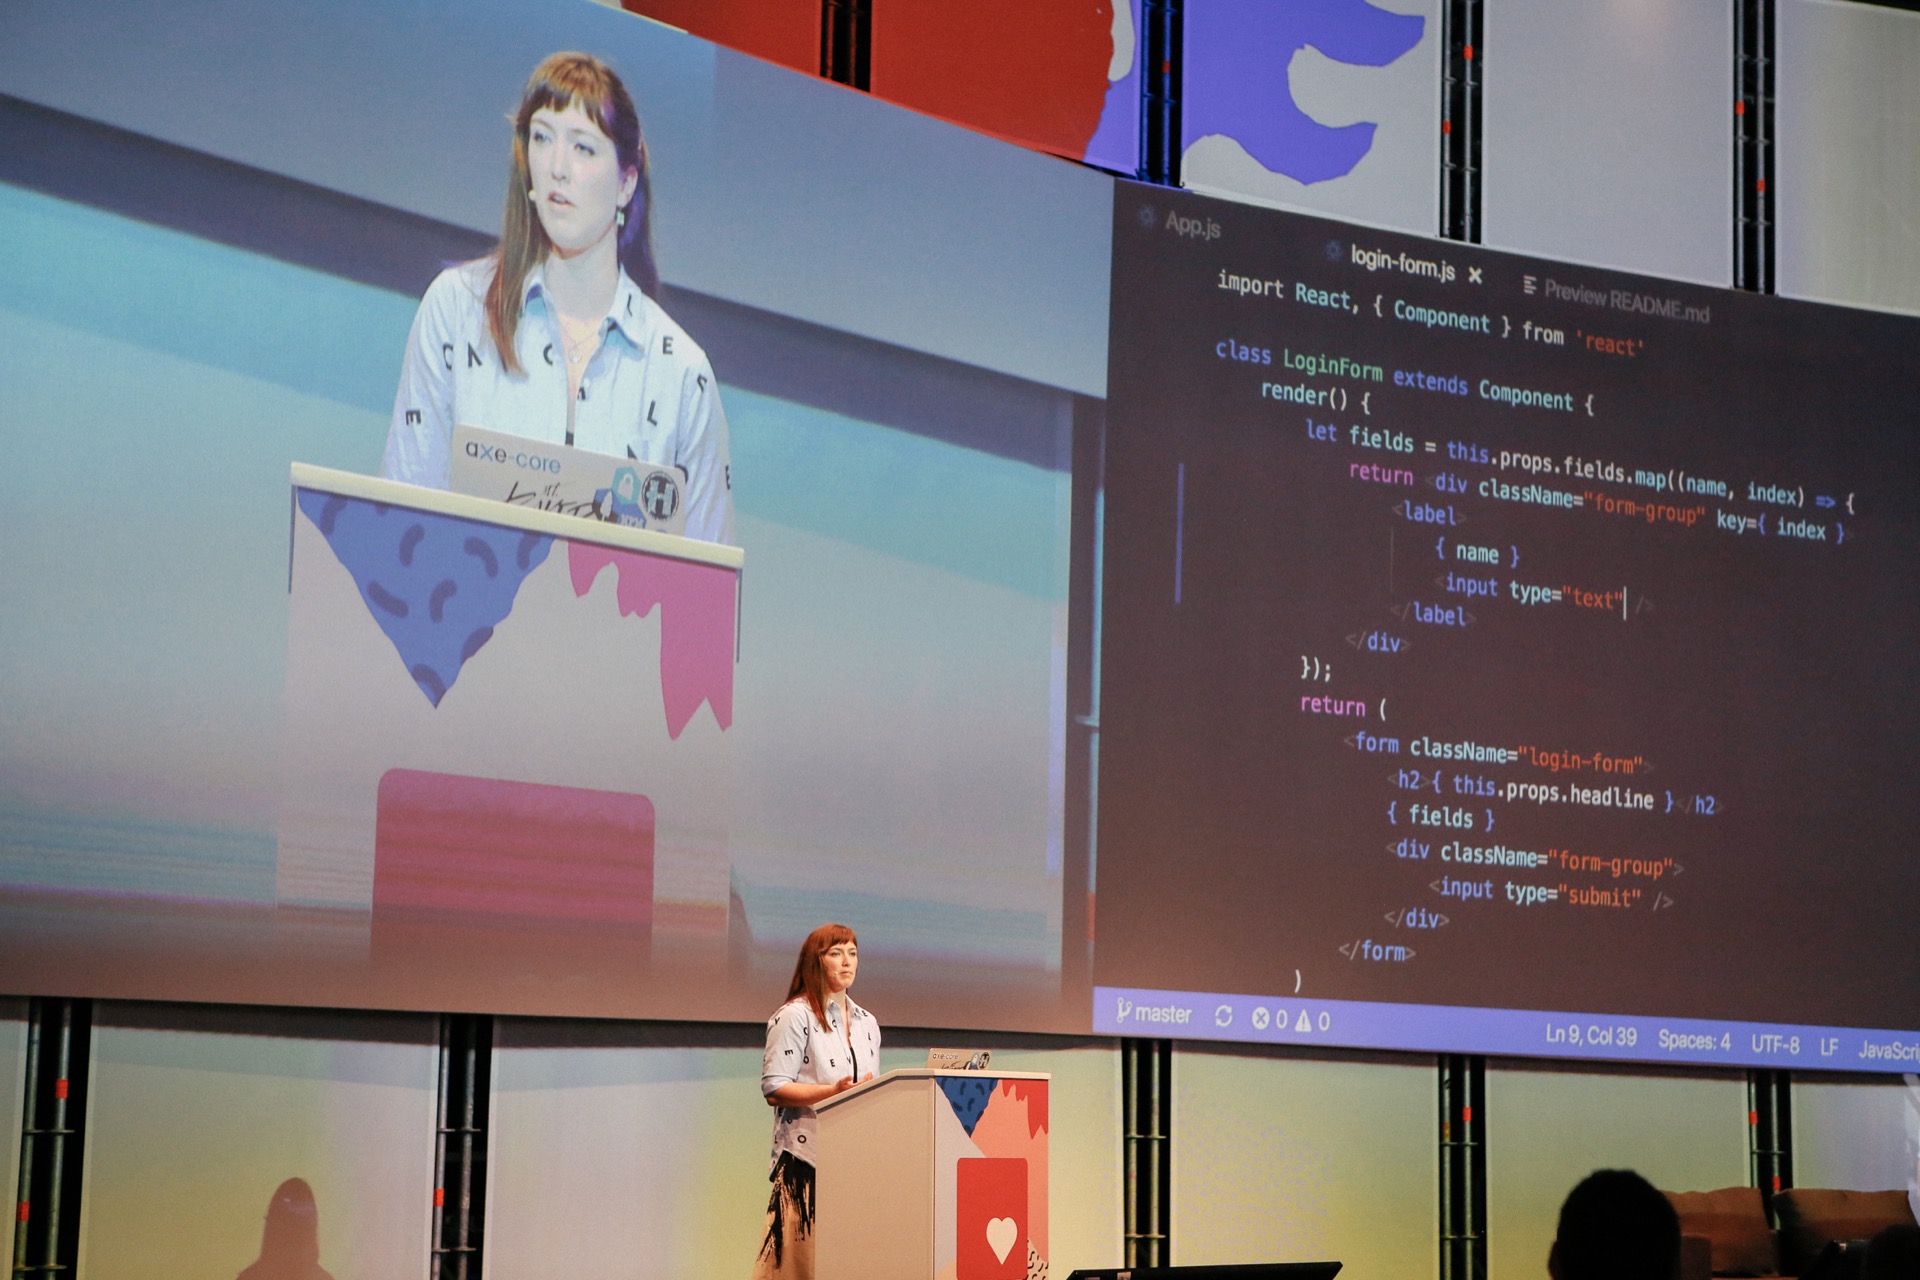 App.js
login-form.js ×
Preview README.md
import React, { Component } from 'react'
class LoginForm extends Component {
render() {
let fields = this.props.fields.map((name, index) => {
return <div className="form-group" key={ index }>
<label>
{ name }
<input type="text" />
</label>
</div>
});
return (
<form className="login-form">
<h2>{ this.props.headline }</h2>
{ fields }
<div className="form-group">
<input type="submit" />
</div>
</form>
)
master 0 0 Ln 9, Col 39 Spaces: 4 UTF-8 LF JavaScri
axe-core
H
axe-core
H